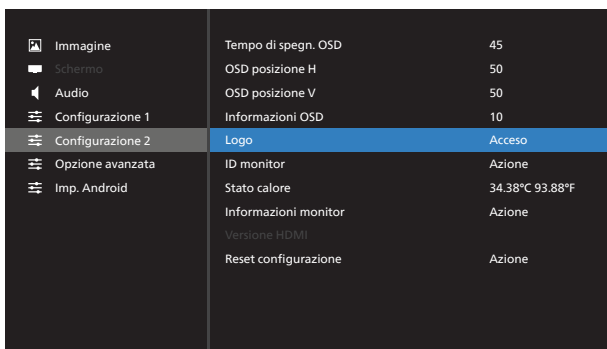 Immagine
Schermo
Audio
Configurazione 1
Configurazione 2
Opzione avanzata
Imp. Android
Tempo di spegn. OSD 45
OSD posizione H 50
OSD posizione V 50
Informazioni OSD 10
Logo Acceso
ID monitor Azione
Stato calore 34.38°C 93.88°F
Informazioni monitor Azione
Versione HDMI
Reset configurazione Azione